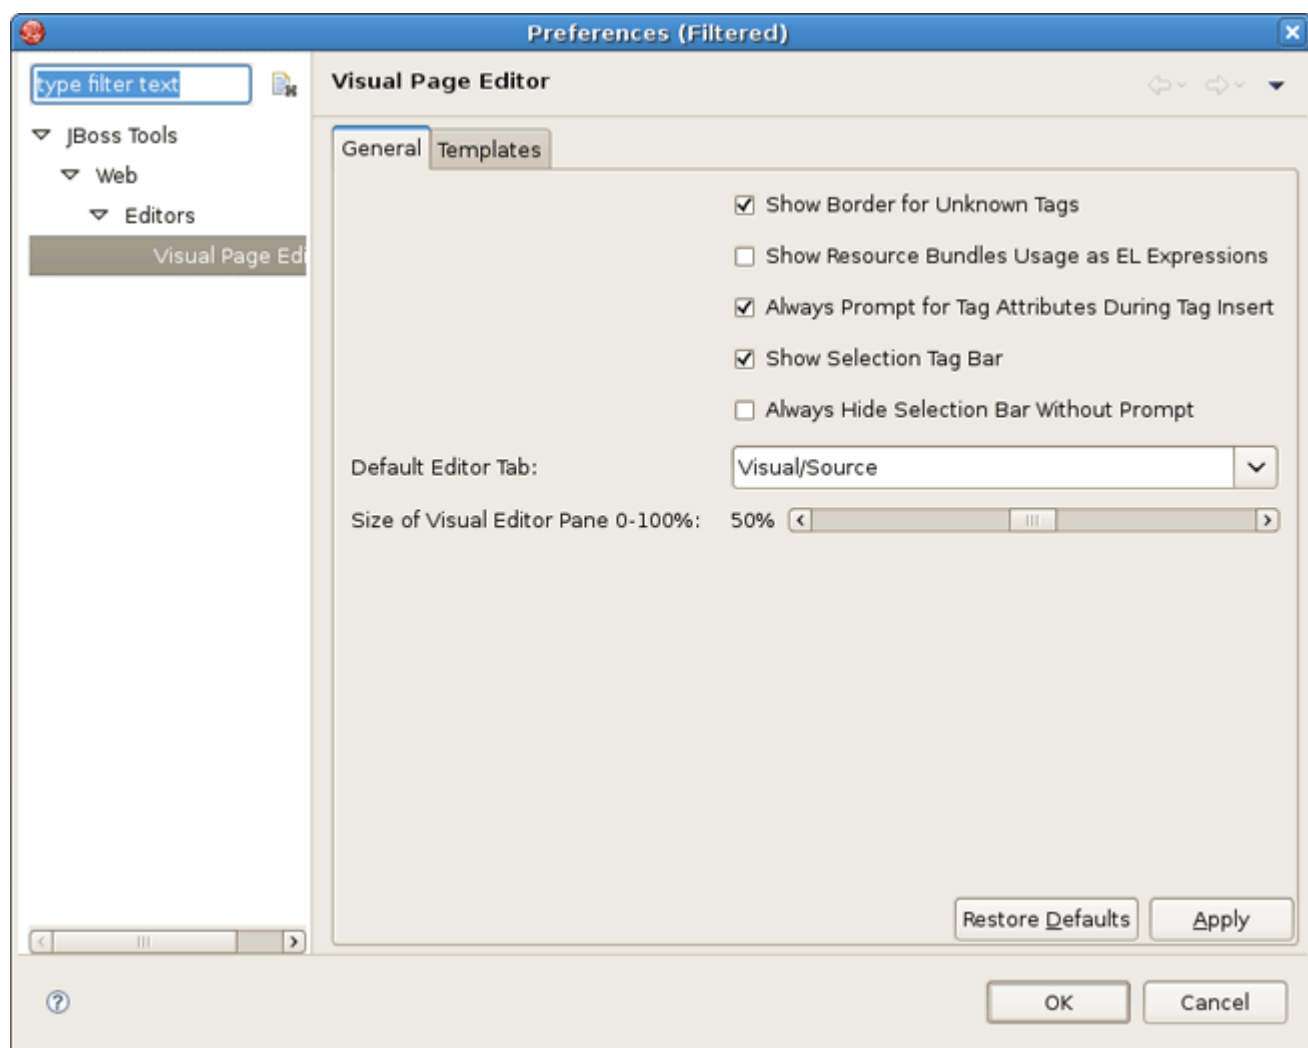 Preferences (Filtered)
type filter text
JBoss Tools
Web
Editors
Visual Page Edi
Visual Page Editor
General
Templates
Show Border for Unknown Tags
Show Resource Bundles Usage as EL Expressions
Always Prompt for Tag Attributes During Tag Insert
Show Selection Tag Bar
Always Hide Selection Bar Without Prompt
Default Editor Tab: Visual/Source
Size of Visual Editor Pane 0-100%: 50%
Restore Defaults Apply
OK Cancel